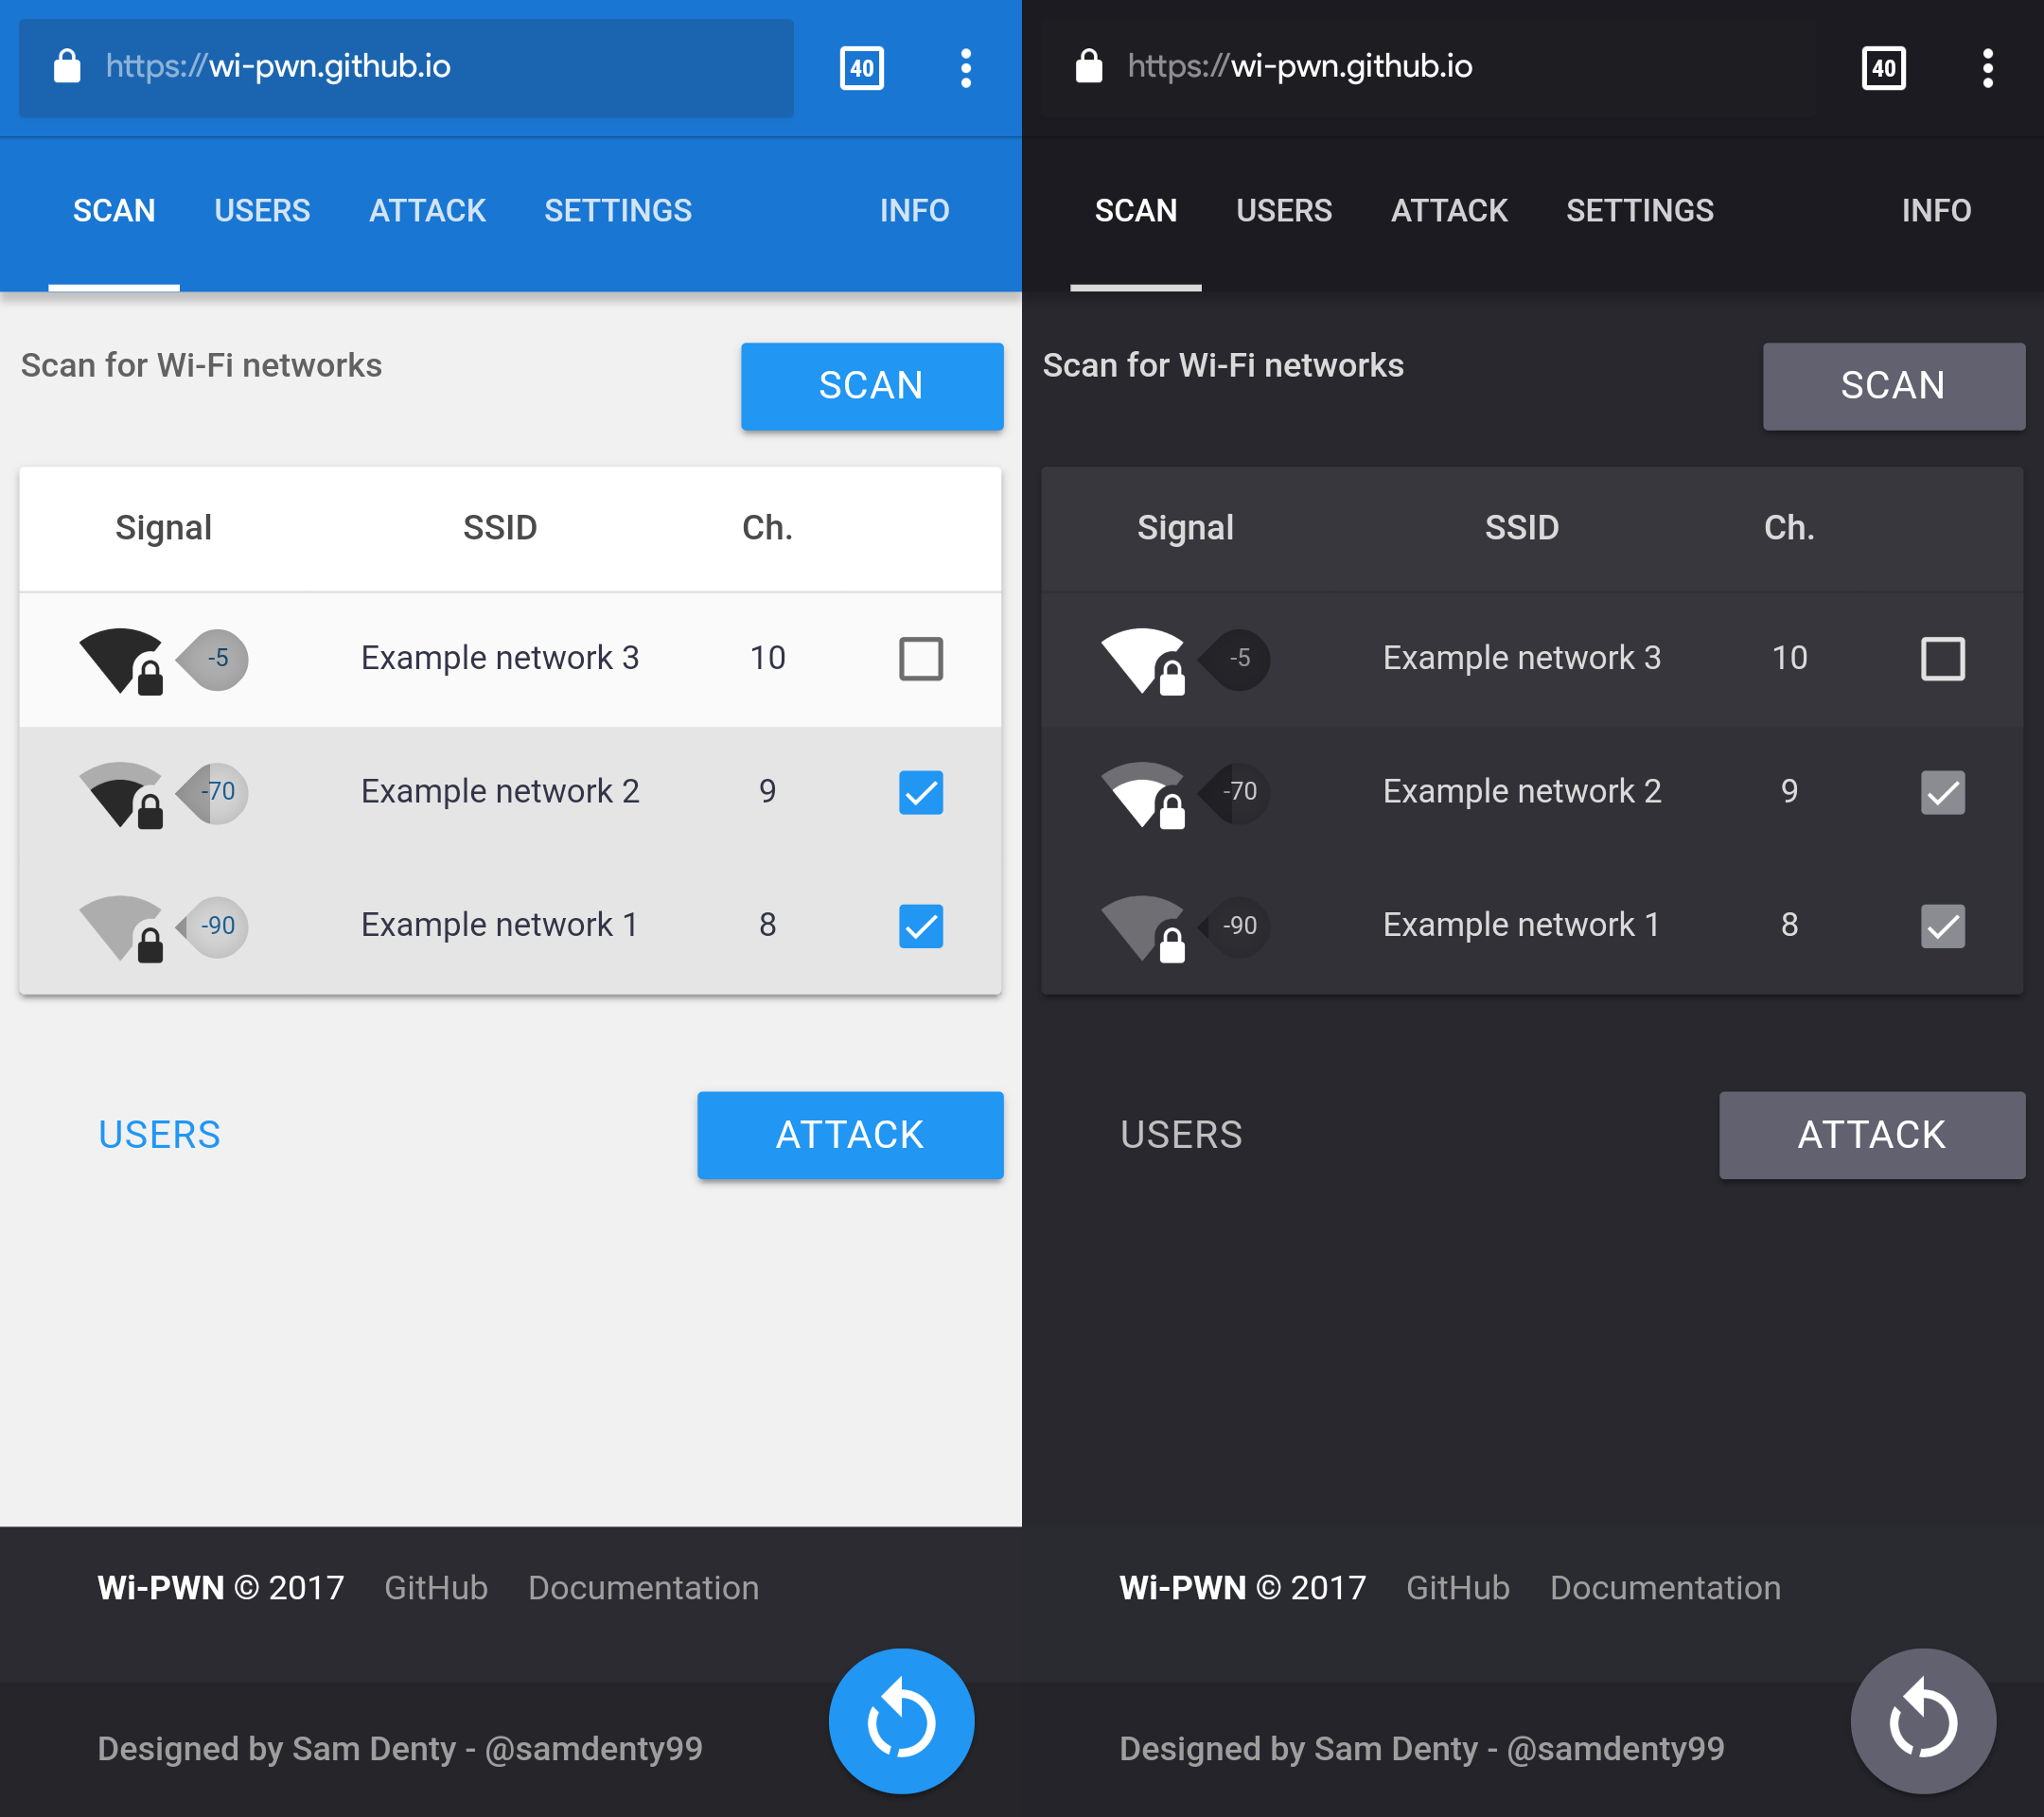 https://wi-pwn.github.io 40
SCAN USERS ATTACK SETTINGS INFO
Scan for Wi-Fi networks SCAN
Signal SSID Ch.
-5 Example network 3 10
-70 Example network 2 9
-90 Example network 1 8
USERS ATTACK
Wi-PWN © 2017 GitHub Documentation
Designed by Sam Denty - @samdenty99
https://wi-pwn.github.io 40
SCAN USERS ATTACK SETTINGS INFO
Scan for Wi-Fi networks SCAN
Signal SSID Ch.
-5 Example network 3 10
-70 Example network 2 9
-90 Example network 1 8
USERS ATTACK
Wi-PWN © 2017 GitHub Documentation
Designed by Sam Denty - @samdenty99